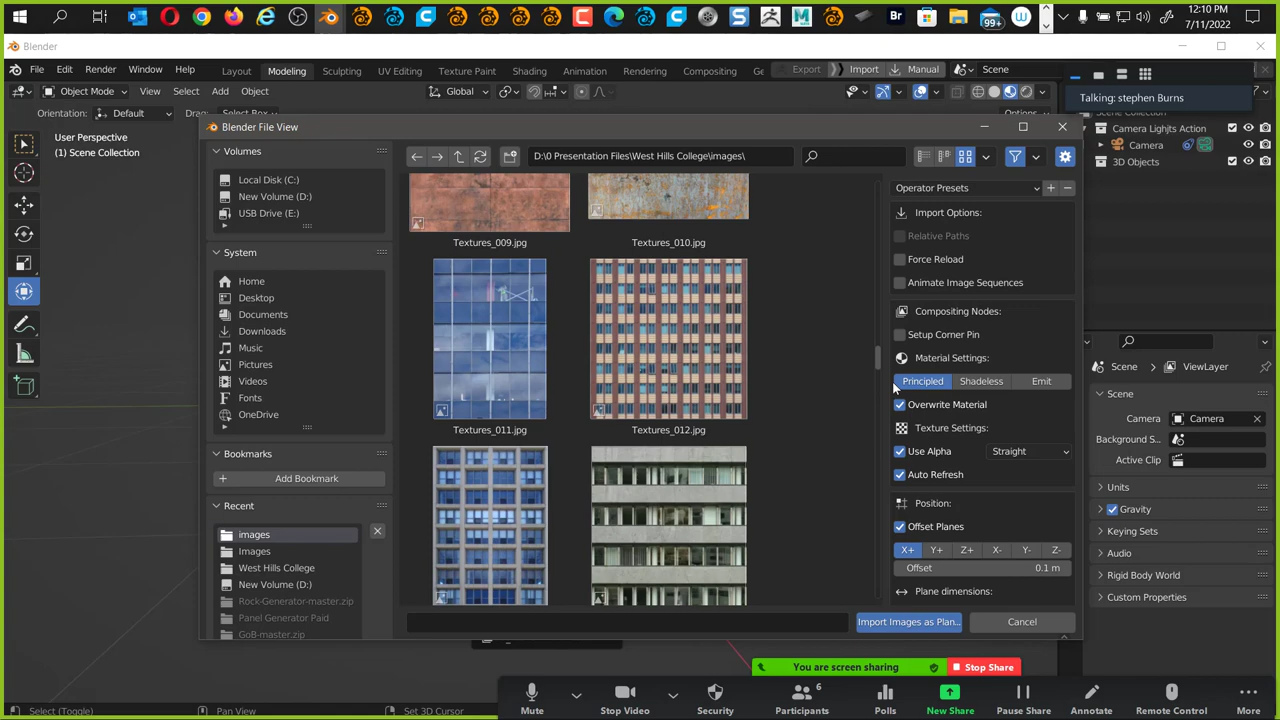 99+
12:10 PM
7/11/2022
Blender
File Edit Render Window Help
Layout Modeling Sculpting UV Editing Texture Paint Shading Animation Rendering Compositing Ge
Export Import Manual Scene
Object Mode View Select Add Object Global
Talking: stephen Burns
Orientation: Default Drag: Select Box Options
User Perspective
(1) Scene Collection
Scene Collection
Camera Lighjts Action
Camera
3D Objects
Blender File View
Volumes
Local Disk (C:)
New Volume (D:)
USB Drive (E:)
System
Home
Desktop
Documents
Downloads
Music
Pictures
Videos
Fonts
OneDrive
Bookmarks
Add Bookmark
Recent
images
Images
West Hills College
New Volume (D:)
Rock-Generator-master.zip
Panel Generator Paid
GoB-master.zip
D:\0 Presentation Files\West Hills College\images\
Textures_009.jpg
Textures_010.jpg
Textures_011.jpg
Textures_012.jpg
Operator Presets
Import Options:
Relative Paths
Force Reload
Animate Image Sequences
Compositing Nodes:
Setup Corner Pin
Material Settings:
Principled Shadeless Emit
Overwrite Material
Texture Settings:
Use Alpha Straight
Auto Refresh
Position:
Offset Planes
X+ Y+ Z+ X- Y- Z-
Offset 0.1 m
Plane dimensions:
Import Images as Plan...
Cancel
Scene ViewLayer
Scene
Camera Camera
Background S...
Active Clip
Units
Gravity
Keying Sets
Audio
Rigid Body World
Custom Properties
You are screen sharing
Stop Share
Mute
Stop Video
Security
6
Participants
Polls
New Share
Pause Share
Annotate
Remote Control
More
Select (Toggle) Pan View Set 3D Cursor